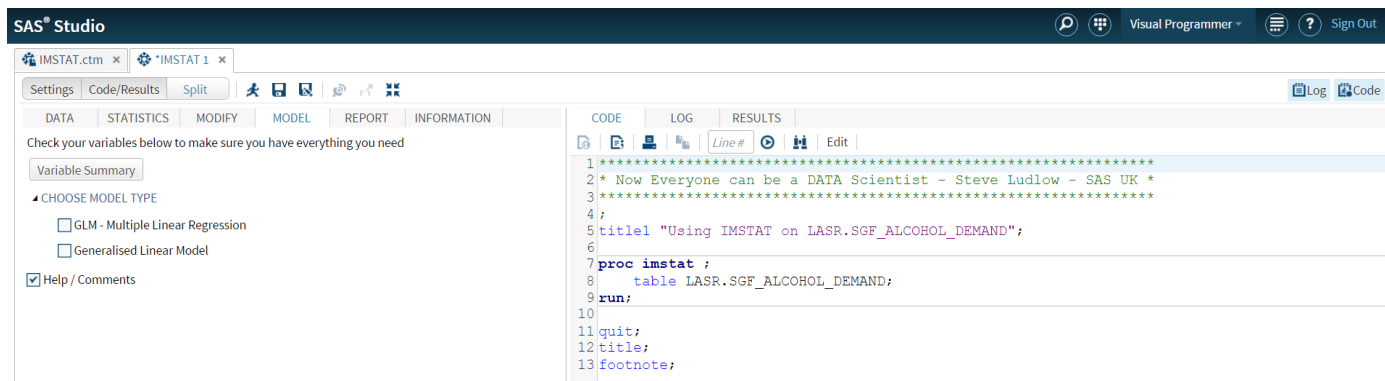 SAS® Studio
Visual Programmer
? Sign Out
IMSTAT.ctm × *IMSTAT 1 ×
Settings Code/Results Split
Log Code
DATA STATISTICS MODIFY MODEL REPORT INFORMATION
Check your variables below to make sure you have everything you need
Variable Summary
CHOOSE MODEL TYPE
GLM - Multiple Linear Regression
Generalised Linear Model
Help / Comments
CODE LOG RESULTS
Line # Edit
1 ****************************************************************
2 * Now Everyone can be a DATA Scientist - Steve Ludlow - SAS UK *
3 ****************************************************************
4 ;
5 title1 "Using IMSTAT on LASR.SGF_ALCOHOL_DEMAND";
6
7 proc imstat ;
8 table LASR.SGF_ALCOHOL_DEMAND;
9 run;
10
11 quit;
12 title;
13 footnote;